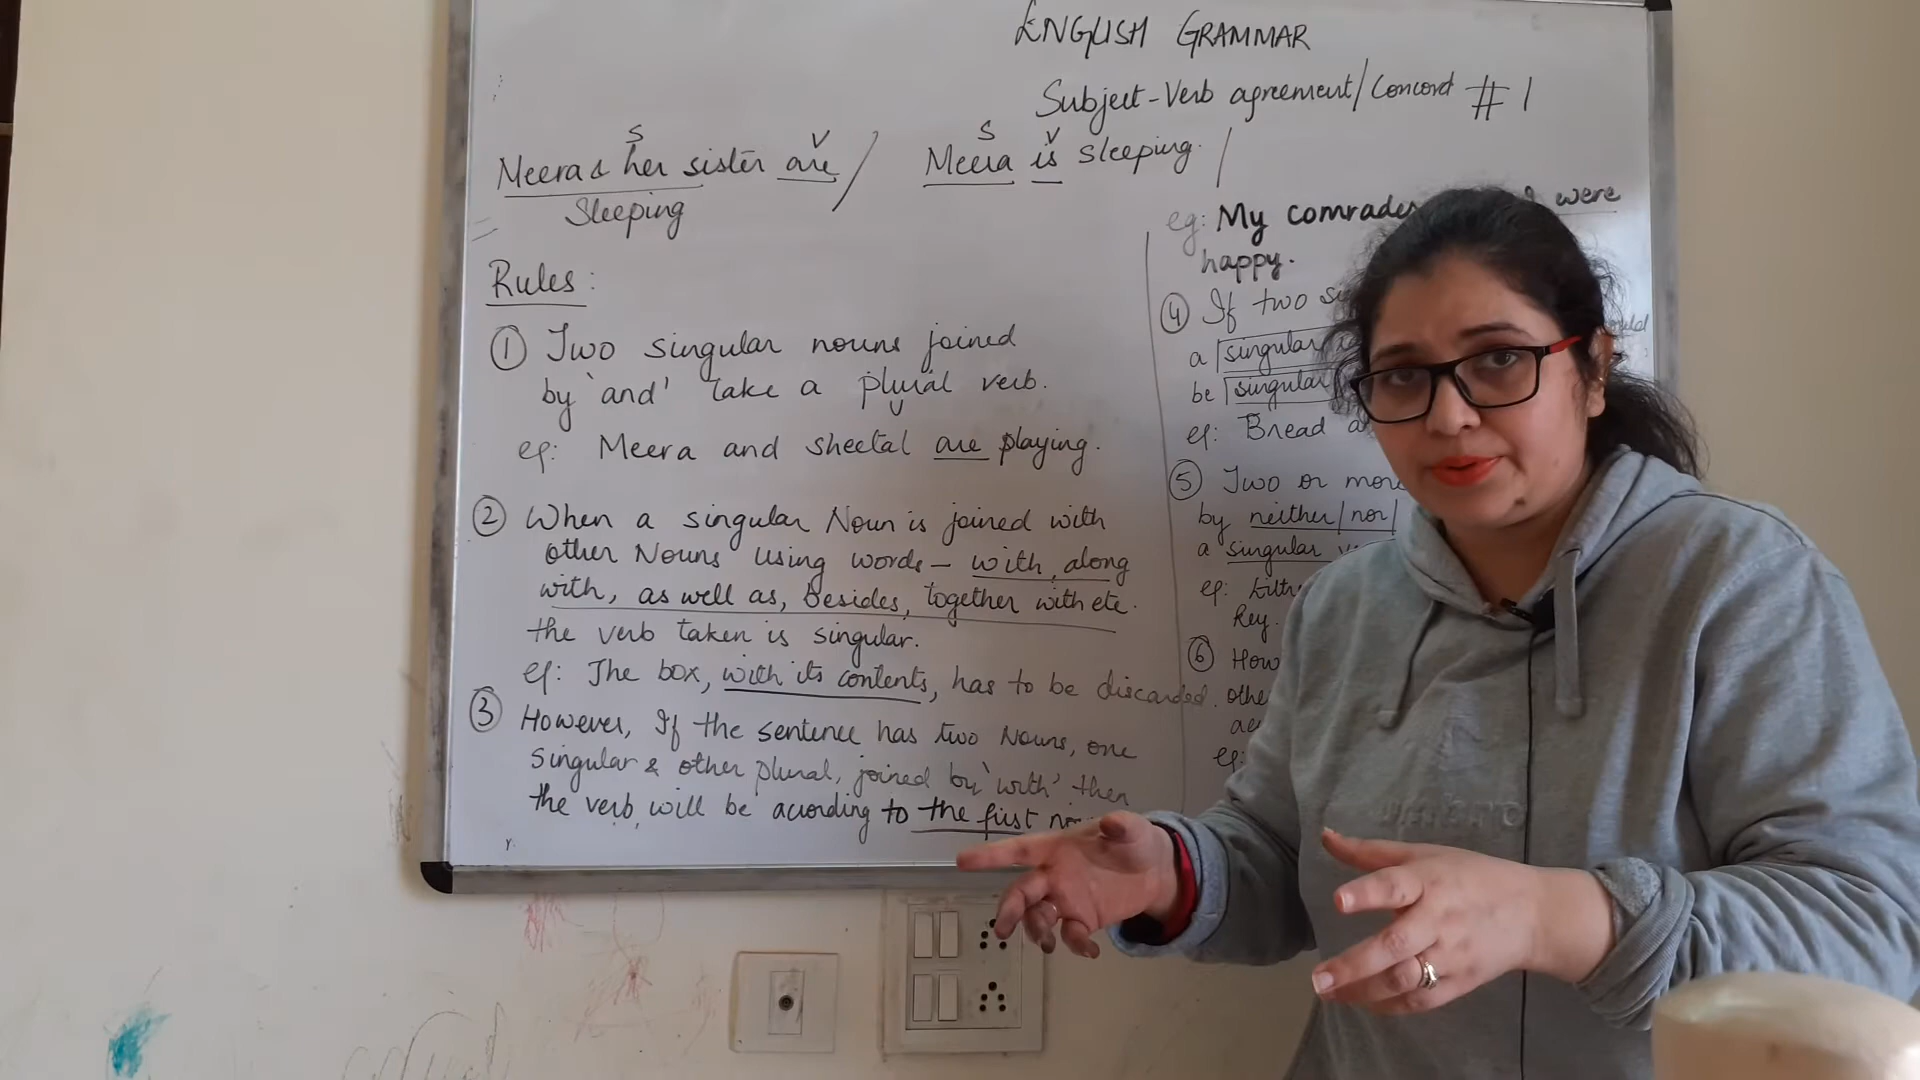 ENGLISH GRAMMAR
Subject-Verb agreement/Concord #1
S V
Meera & her sister are /
Sleeping
S V
Meera is sleeping. /
Rules:
① Two singular nouns joined
by 'and' take a plural verb.
eg: Meera and sheetal are playing.
② When a singular Noun is joined with
other Nouns using words – with, along
with, as well as, besides, together with etc.
the verb taken is singular.
eg: The box, with its contents, has to be discarded.
③ However, If the sentence has two Nouns, one
singular & other plural, joined by 'with' then
the verb will be acording to the first
eg: My comrades were
happy.
④ If two
a singular
be singular
eg: Bread
⑤ Two or more
by neither/nor/
a singular
eg:
Key.
⑥
eg:
umbro